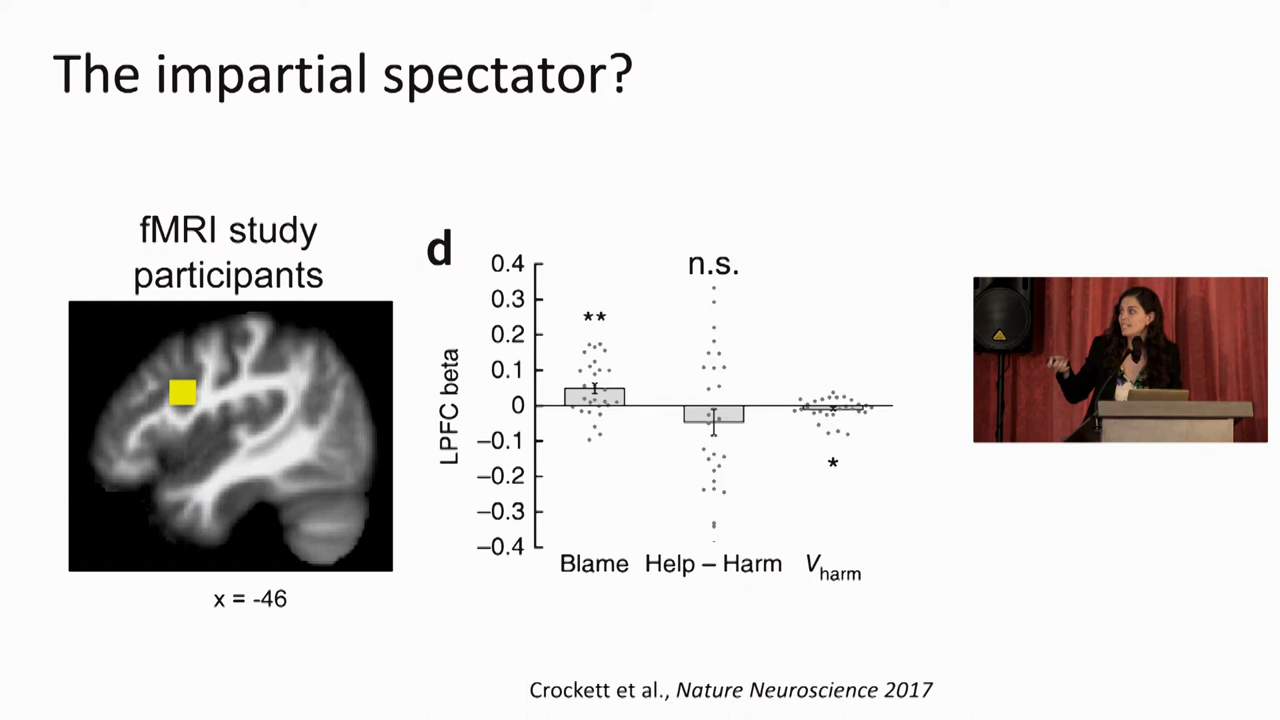 The impartial spectator?
fMRI study
participants
x = -46
d
LPFC beta
0.4
0.3
0.2
0.1
0
–0.1
–0.2
–0.3
–0.4
**
n.s.
*
Blame
Help – Harm
Vharm
Crockett et al., Nature Neuroscience 2017